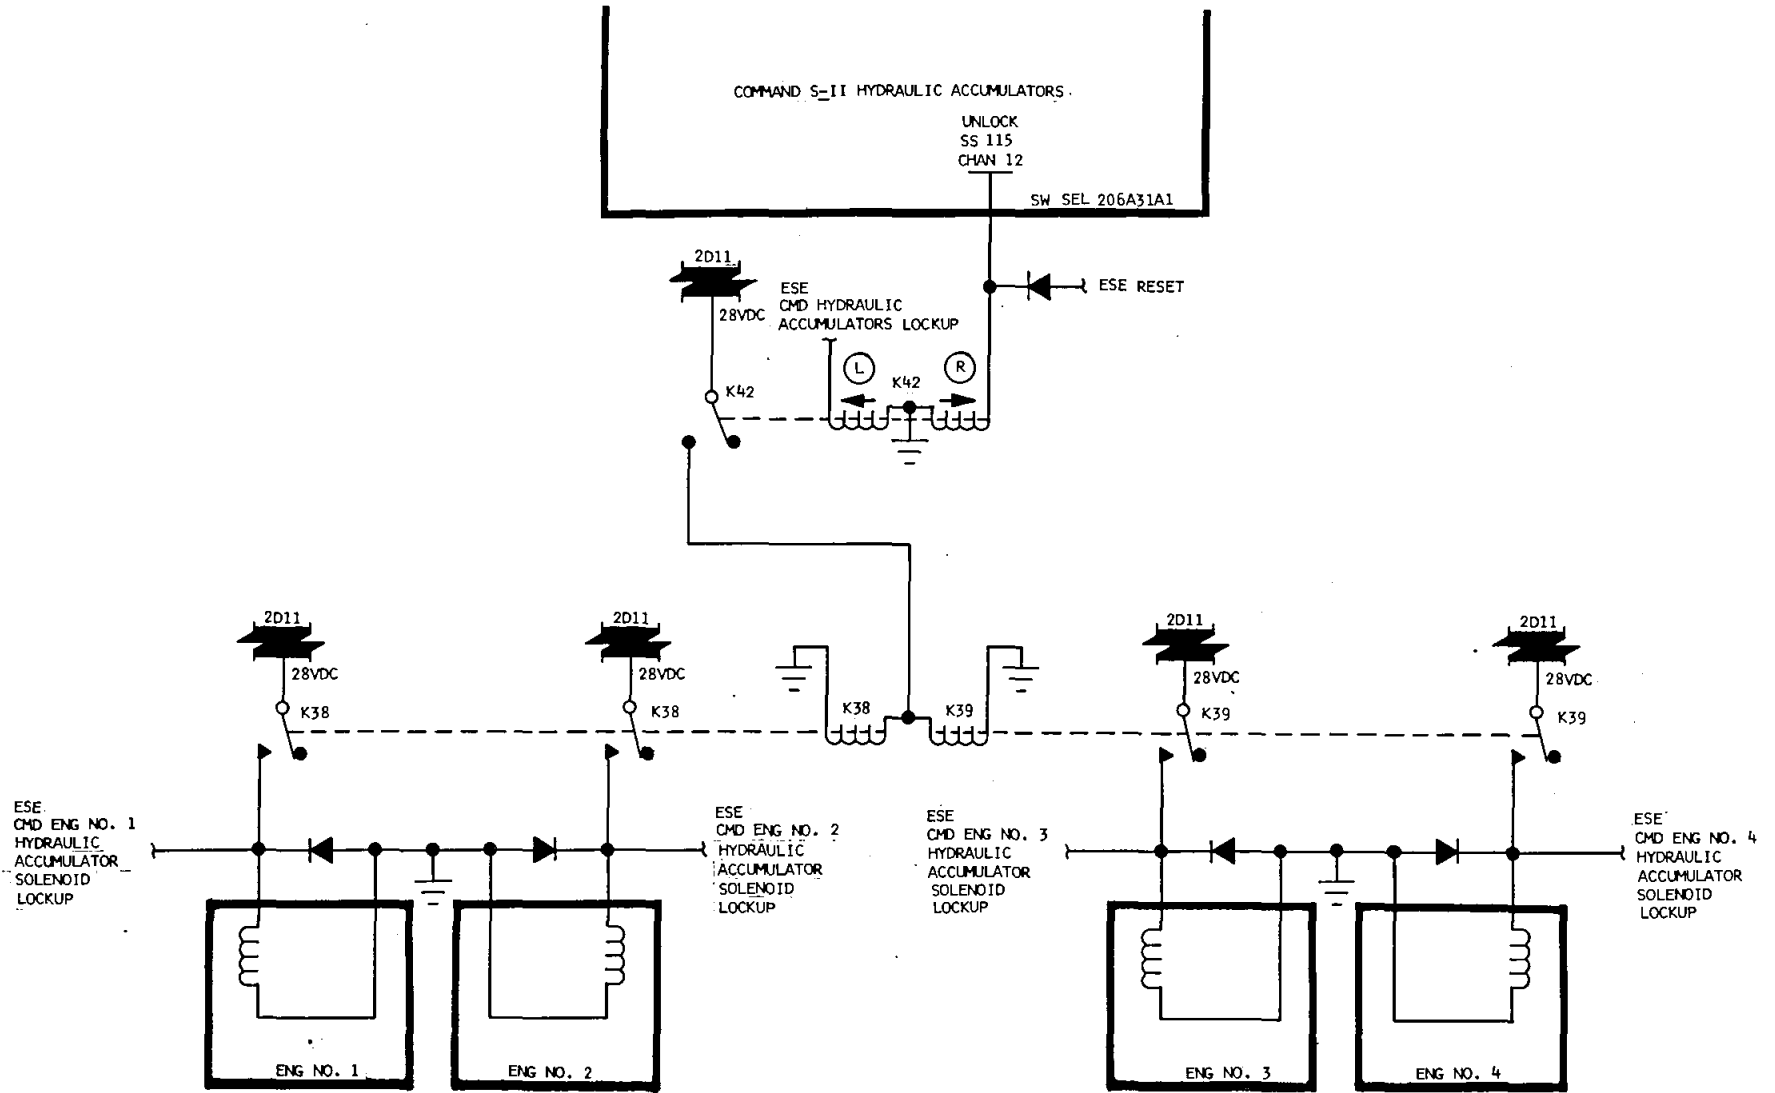 COMMAND S-II HYDRAULIC ACCUMULATORS
UNLOCK
SS 115
CHAN 12
SW SEL 206A31A1
2D11
28VDC
ESE
CMD HYDRAULIC
ACCUMULATORS LOCKUP
ESE RESET
L
R
K42
K42
2D11
28VDC
K38
2D11
28VDC
K38
K38
K39
2D11
28VDC
K39
2D11
28VDC
K39
ESE
CMD ENG NO. 1
HYDRAULIC
ACCUMULATOR
SOLENOID
LOCKUP
ESE
CMD ENG NO. 2
HYDRAULIC
ACCUMULATOR
SOLENOID
LOCKUP
ESE
CMD ENG NO. 3
HYDRAULIC
ACCUMULATOR
SOLENOID
LOCKUP
ESE
CMD ENG NO. 4
HYDRAULIC
ACCUMULATOR
SOLENOID
LOCKUP
ENG NO. 1
ENG NO. 2
ENG NO. 3
ENG NO. 4